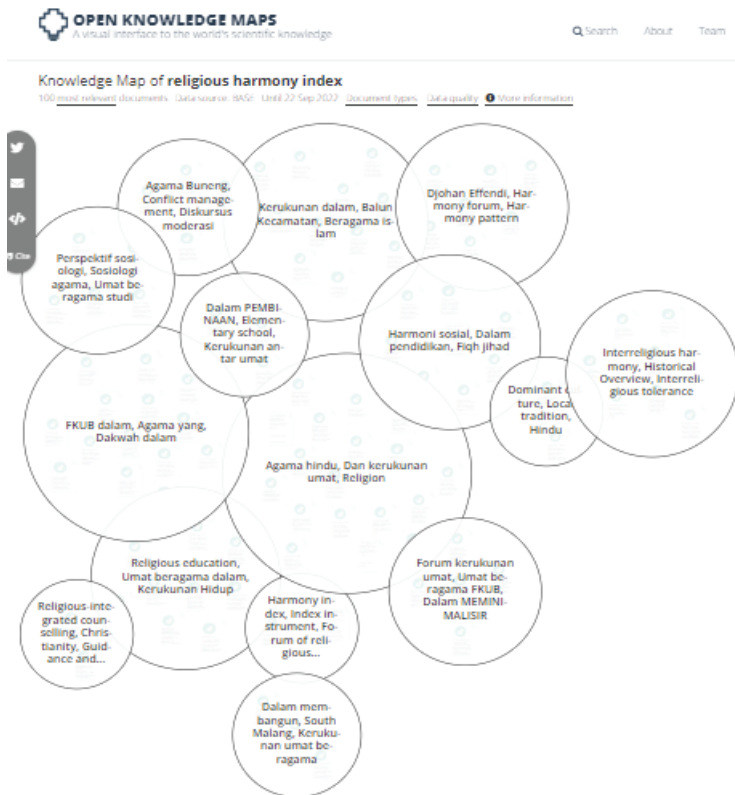 OPEN KNOWLEDGE MAPS
A visual interface to the world's scientific knowledge
Search About Team
Knowledge Map of religious harmony index
100 most relevant documents Data source: BASE Until 22 Sep 2022 Document types Data quality More information
Cite
Agama Buneng,
Conflict manage-
ment, Diskursus
moderasi
Kerukunan dalam, Balun
Kecamatan, Beragama is-
lam
Djohan Effendi, Har-
mony forum, Har-
mony pattern
Perspektif sosi-
ologi, Sosiologi
agama, Umat be-
ragama studi
Dalam PEMBI-
NAAN, Elemen-
tary school,
Kerukunan an-
tar umat
Harmoni sosial, Dalam
pendidikan, Fiqh jihad
Interreligious har-
mony, Historical
Overview, Interreli-
gious tolerance
Dominant
ture, Loca
tradition,
Hindu
FKUB dalam, Agama yang,
Dakwah dalam
Agama hindu, Dan kerukunan
umat, Religion
Religious education,
Umat beragama dalam,
Kerukunan Hidup
Forum kerukunan
umat, Umat be-
ragama FKUB,
Dalam MEMINI-
MALISIR
Religious-inte-
grated coun-
selling, Chris-
tianity, Guid-
ance and...
Harmony in-
dex, Index in-
strument, Fo-
rum of reli-
gious...
Dalam mem-
bangun, South
Malang, Keruku-
nan umat be-
ragama